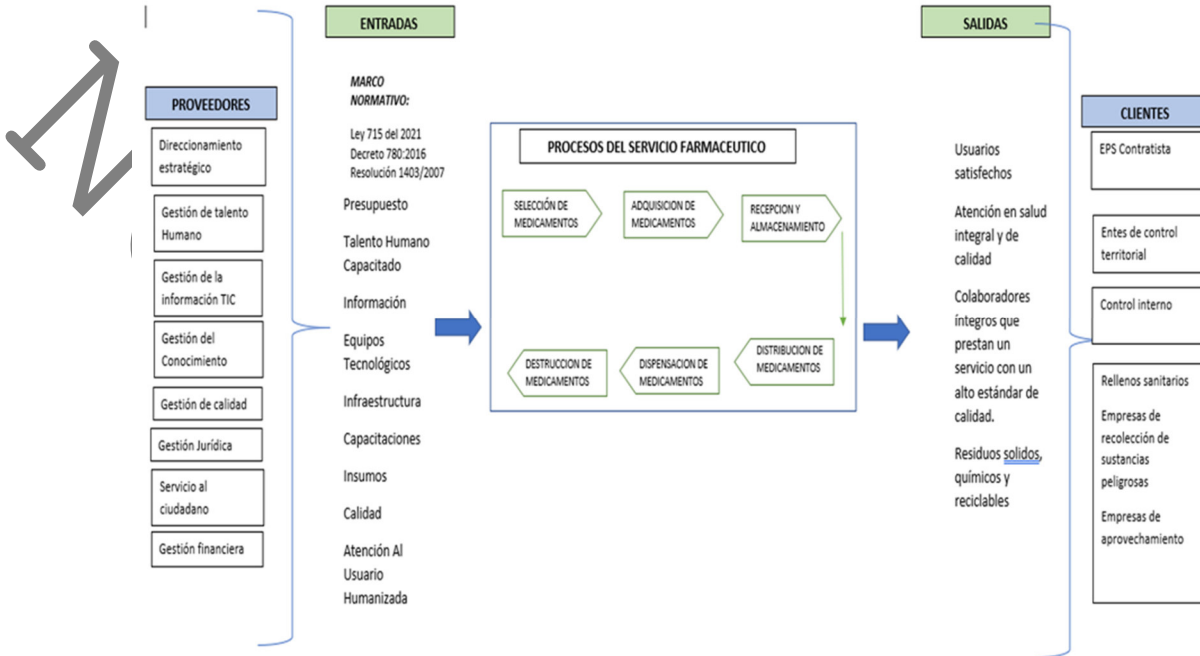 ENTRADAS
SALIDAS
PROVEEDORES
Direccionamiento
estratégico
Gestión de talento
Humano
Gestión de la
información TIC
Gestión del
Conocimiento
Gestión de calidad
Gestión Jurídica
Servicio al
ciudadano
Gestión financiera
MARCO
NORMATIVO:
Ley 715 del 2021
Decreto 780:2016
Resolución 1403/2007
Presupuesto
Talento Humano
Capacitado
Información
Equipos
Tecnológicos
Infraestructura
Capacitaciones
Insumos
Calidad
Atención Al
Usuario
Humanizada
PROCESOS DEL SERVICIO FARMACEUTICO
SELECCIÓN DE
MEDICAMENTOS
ADQUISICION DE
MEDICAMENTOS
RECEPCION Y
ALMACENAMIENTO
DISTRIBUCION DE
MEDICAMENTOS
DISPENSACION DE
MEDICAMENTOS
DESTRUCCION DE
MEDICAMENTOS
Usuarios
satisfechos
Atención en salud
integral y de
calidad
Colaboradores
íntegros que
prestan un
servicio con un
alto estándar de
calidad.
Residuos solidos,
químicos y
reciclables
CLIENTES
EPS Contratista
Entes de control
territorial
Control interno
Rellenos sanitarios
Empresas de
recolección de
sustancias
peligrosas
Empresas de
aprovechamiento